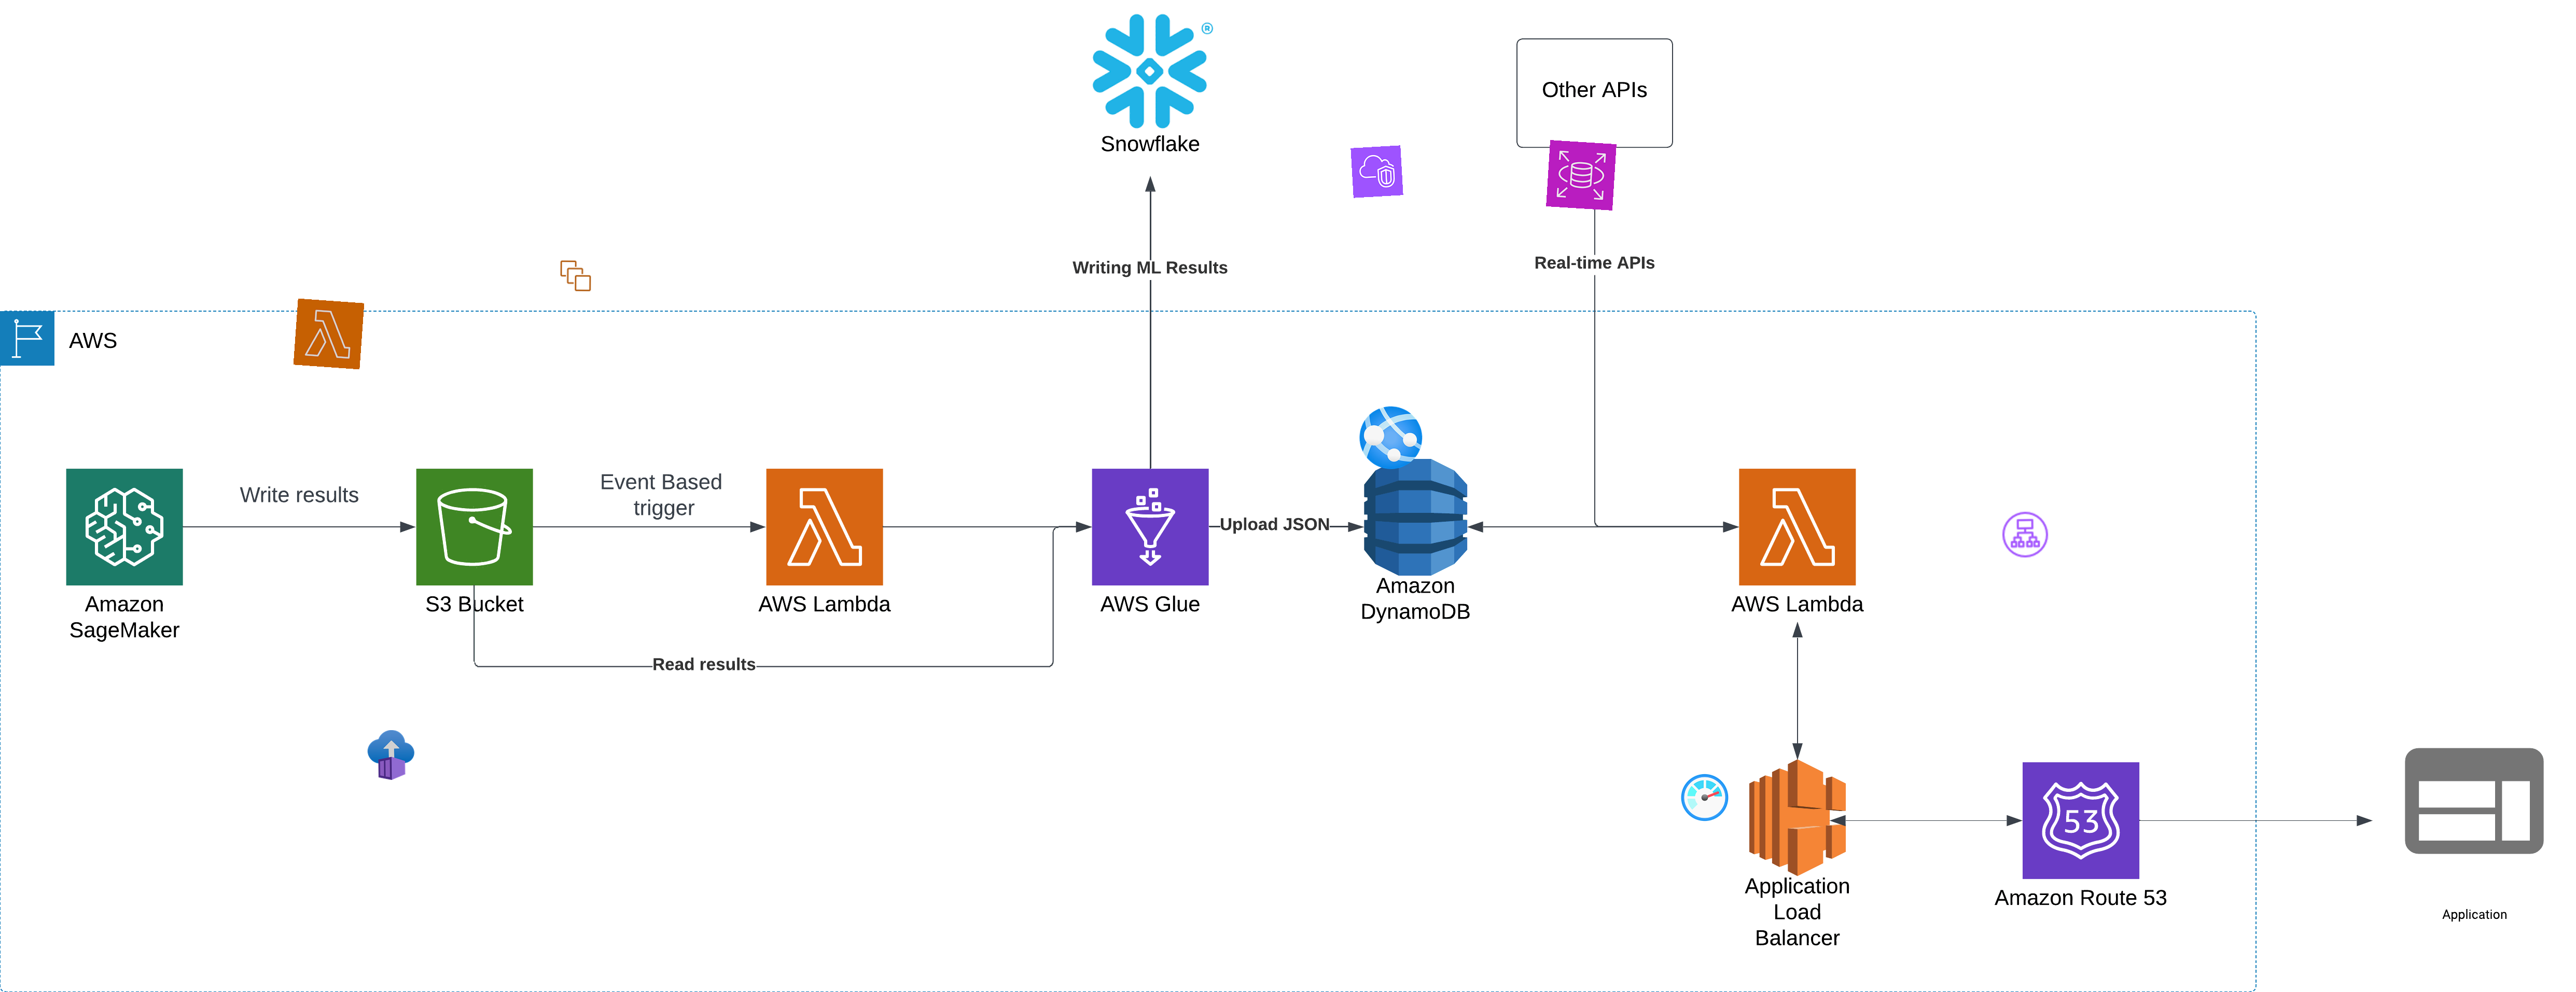 ®
Snowflake
Other APIs
Writing ML Results
Real-time APIs
AWS
Write results
Event Based
trigger
Upload JSON
Amazon
SageMaker
S3 Bucket
AWS Lambda
AWS Glue
Amazon
DynamoDB
AWS Lambda
Read results
53
Application
Load
Balancer
Amazon Route 53
Application